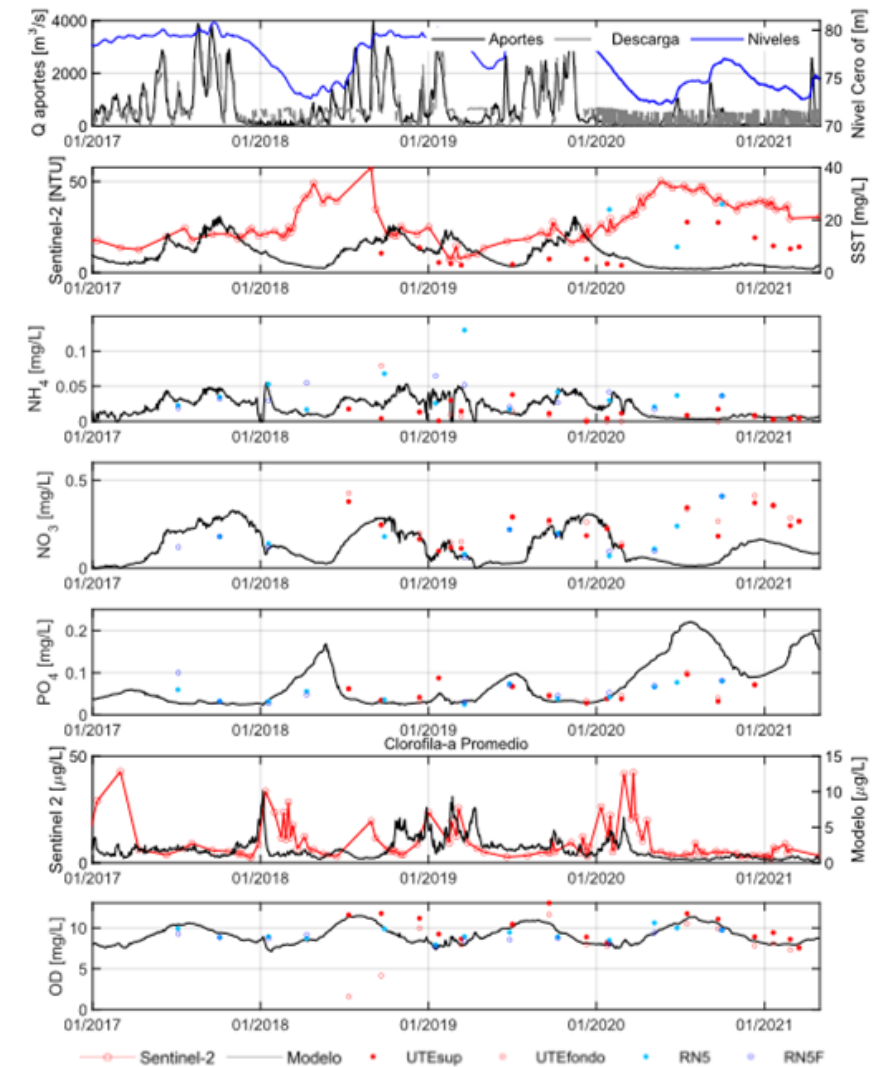 Q aportes [m³/s]
4000
2000
0
Aportes Descarga Niveles
80
75
70
Nivel Cero of [m]
01/2017 01/2018 01/2019 01/2020 01/2021
Sentinel-2 [NTU]
50
0
40
20
0
SST [mg/L]
01/2017 01/2018 01/2019 01/2020 01/2021
NH₄ [mg/L]
0.1
0.05
0
01/2017 01/2018 01/2019 01/2020 01/2021
NO₃ [mg/L]
0.5
0
01/2017 01/2018 01/2019 01/2020 01/2021
PO₄ [mg/L]
0.2
0.1
0
01/2017 01/2018 01/2019 01/2020 01/2021
Clorofila-a Promedio
Sentinel 2 [µg/L]
50
0
15
10
5
0
Modelo [µg/L]
01/2017 01/2018 01/2019 01/2020 01/2021
OD [mg/L]
10
5
0
01/2017 01/2018 01/2019 01/2020 01/2021
Sentinel-2 Modelo UTEsup UTEfondo RN5 RN5F